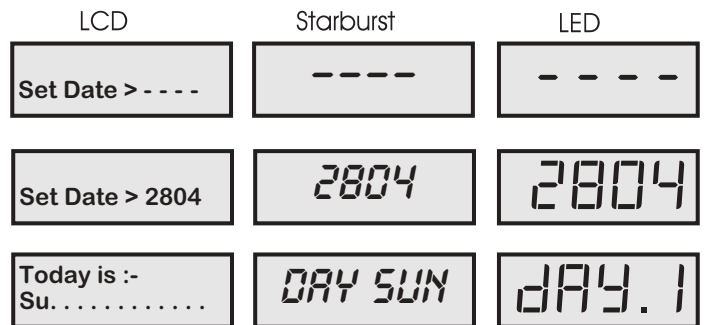 LCD Starburst LED
Set Date > - - - - ---- - - - -
Set Date > 2804 2804 2804
Today is :-
Su. . . . . . . . . . . . DAY SUN dAY. 1